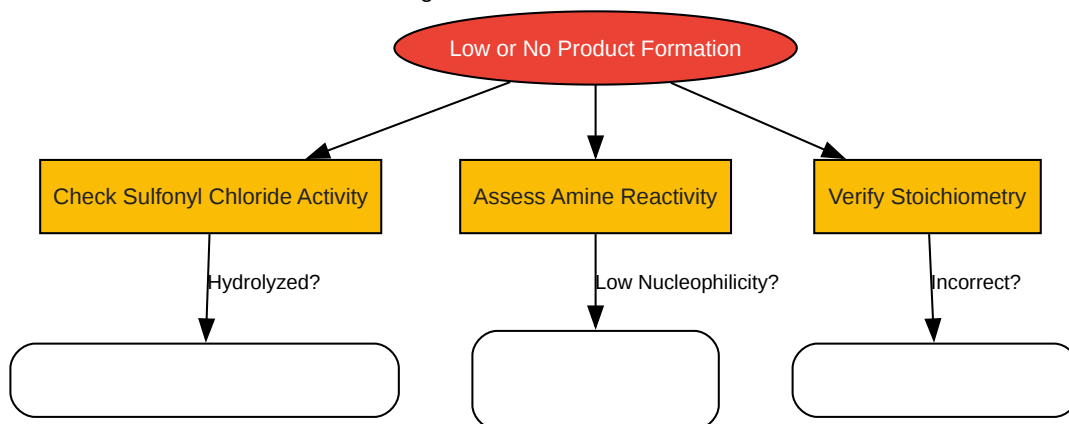 Low or No Product Formation
Check Sulfonyl Chloride Activity
Assess Amine Reactivity
Verify Stoichiometry
Hydrolyzed?
Low Nucleophilicity?
Incorrect?